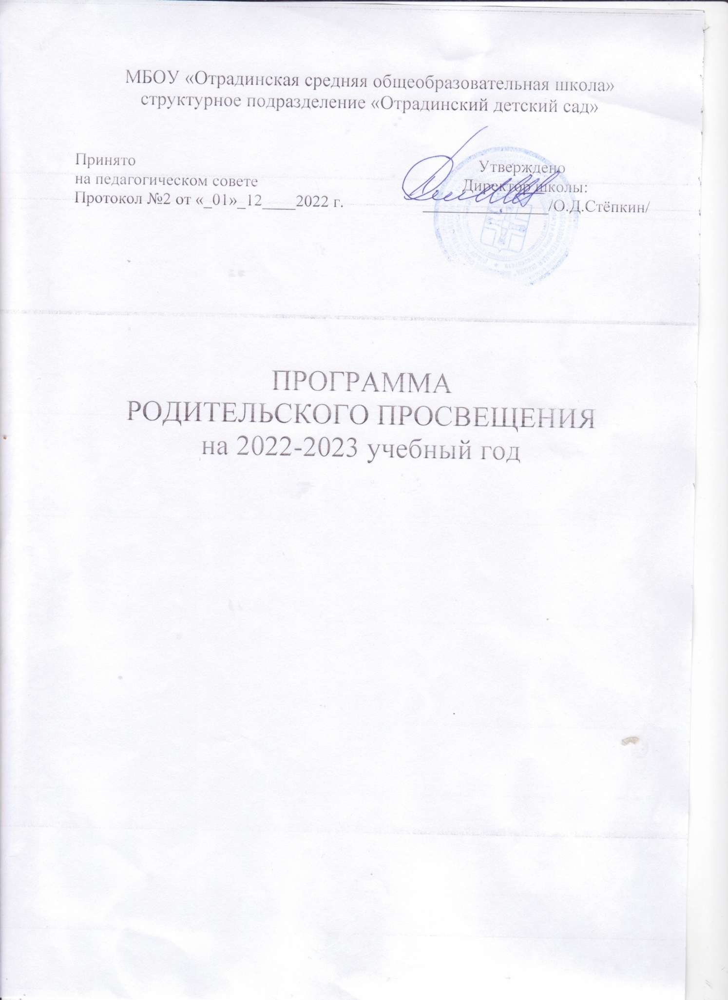 МБОУ «Отрадинская средняя общеобразовательная школа»
структурное подразделение «Отрадинский детский сад»
Принято
на педагогическом совете
Протокол №2 от «_01»_12____2022 г.
Утверждено
Директор школы:
_______________/О.Д.Стёпкин/
ПРОГРАММА
РОДИТЕЛЬСКОГО ПРОСВЕЩЕНИЯ
на 2022-2023 учебный год